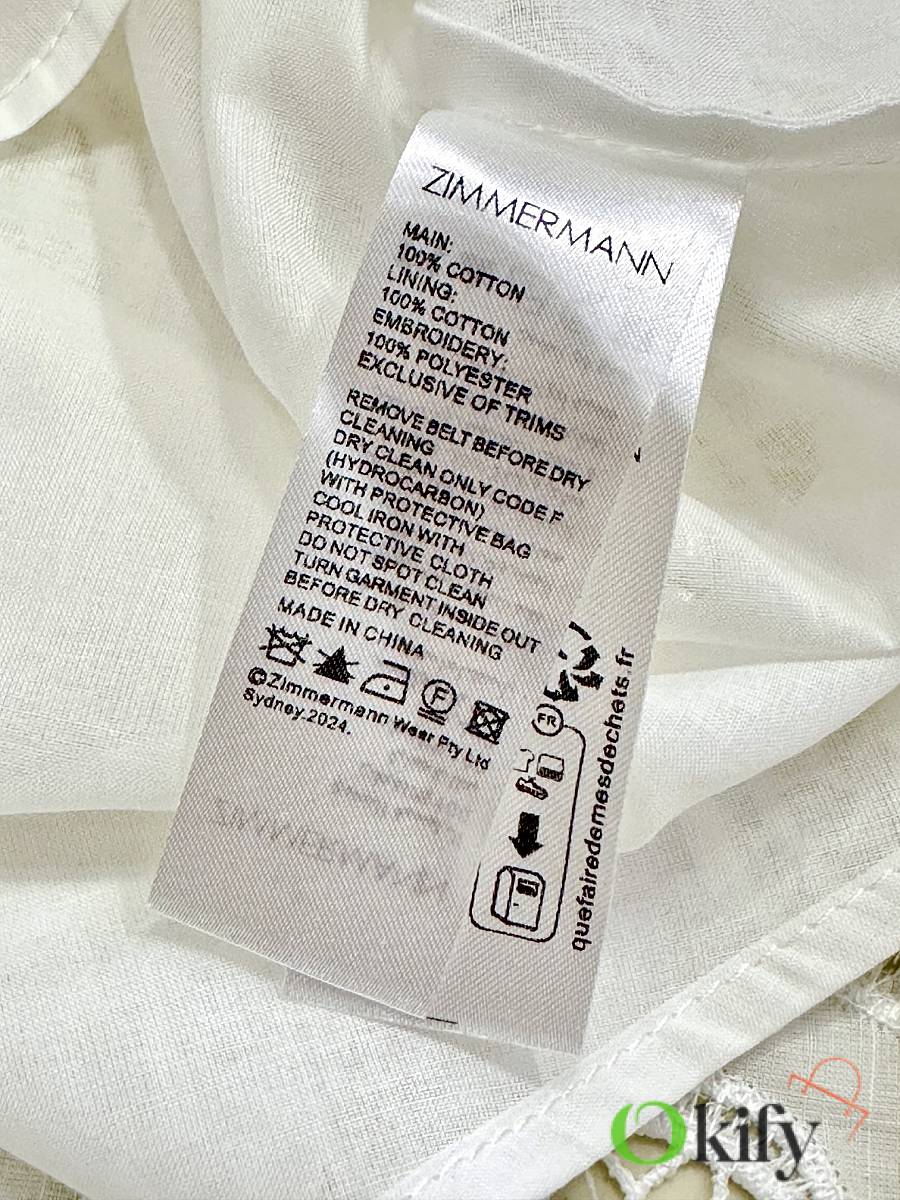 ZIMMERMANN
MAIN:
100% COTTON
LINING:
100% COTTON
EMBROIDERY:
100% POLYESTER
EXCLUSIVE OF TRIMS
REMOVE BELT BEFORE DRY
CLEANING
DRY CLEAN ONLY CODE F
(HYDROCARBON)
WITH PROTECTIVE BAG
COOL IRON WITH
PROTECTIVE CLOTH
DO NOT SPOT CLEAN
TURN GARMENT INSIDE OUT
BEFORE DRY CLEANING
MADE IN CHINA
F
©Zimmermann Wear Pty Ltd
Sydney.2024.
FR
quefairedemesdechets.fr
Okify